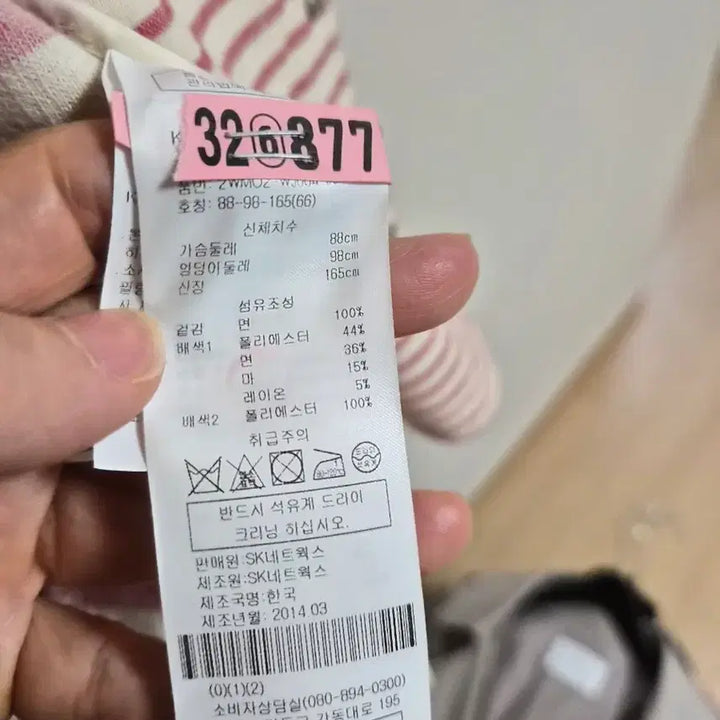 326877
호칭: 88-98-165(66)
신체치수
가슴둘레 88cm
엉덩이둘레 98cm
신장 165cm
섬유조성
겉감 면 100%
배색1 폴리에스터 44%
면 36%
마 15%
레이온 5%
배색2 폴리에스터 100%
취급주의
반드시 석유계 드라이
크리닝 하십시오.
판매원:SK네트웍스
제조원:SK네트웍스
제조국명:한국
제조년월: 2014.03
(0)(1)(2)
소비자상담실(080-894-0300)
강동대로 195